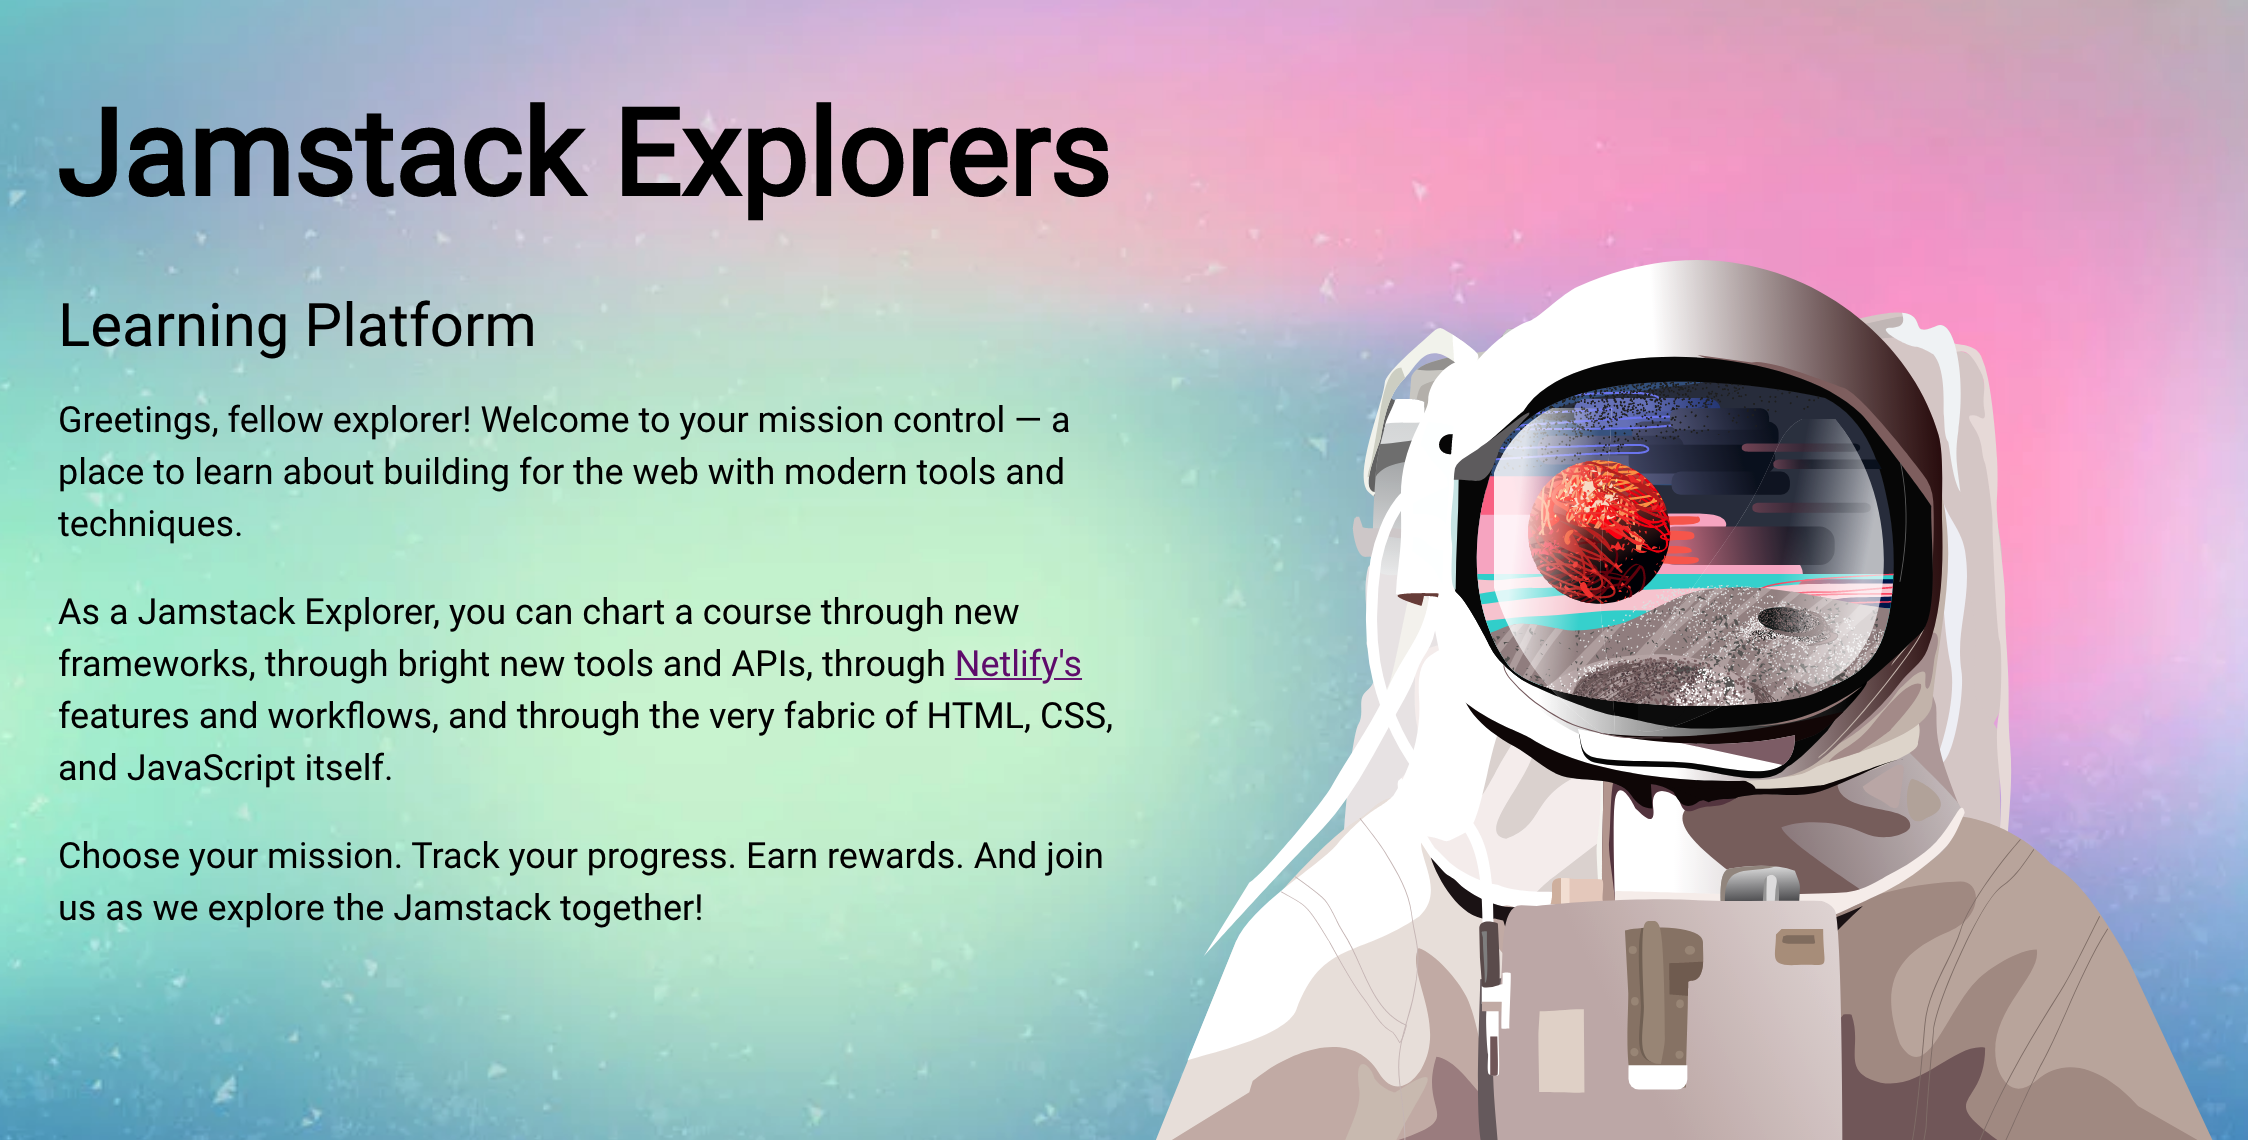 Jamstack Explorers
Learning Platform
Greetings, fellow explorer! Welcome to your mission control — a
place to learn about building for the web with modern tools and
techniques.
As a Jamstack Explorer, you can chart a course through new
frameworks, through bright new tools and APIs, through Netlify's
features and workflows, and through the very fabric of HTML, CSS,
and JavaScript itself.
Choose your mission. Track your progress. Earn rewards. And join
us as we explore the Jamstack together!